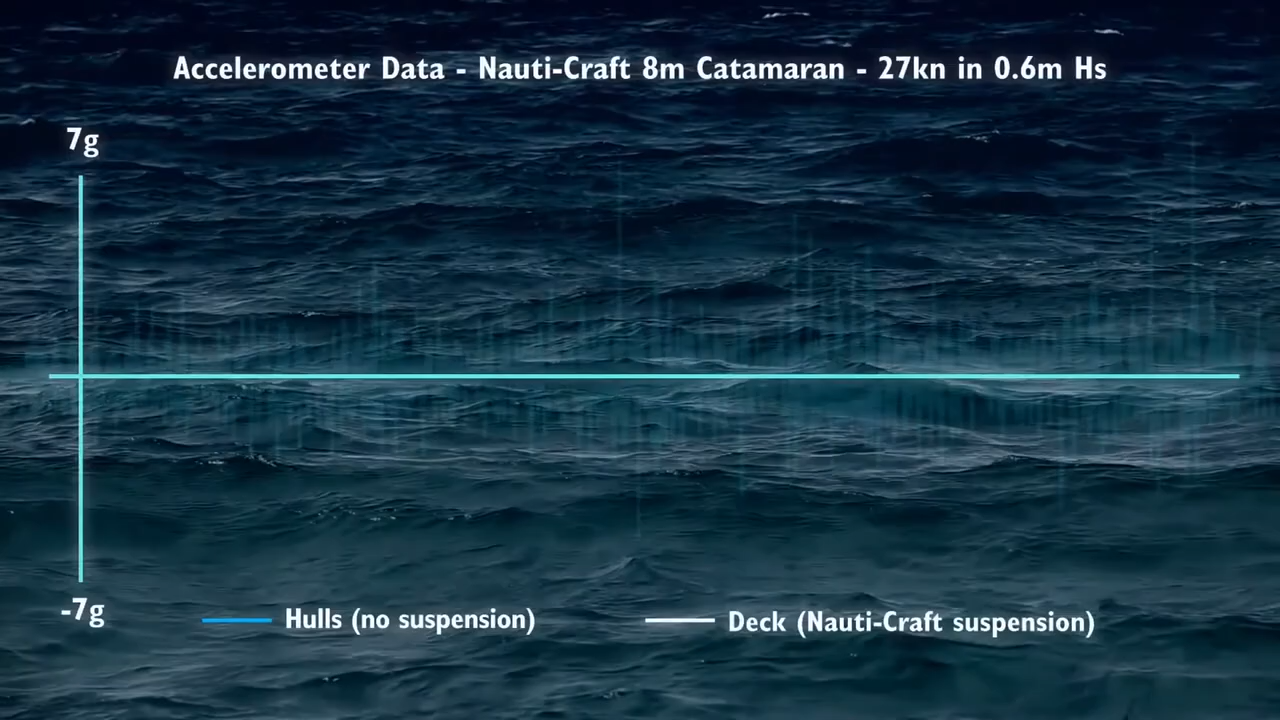 Accelerometer Data - Nauti-Craft 8m Catamaran - 27kn in 0.6m Hs
7g
-7g
Hulls (no suspension)
Deck (Nauti-Craft suspension)